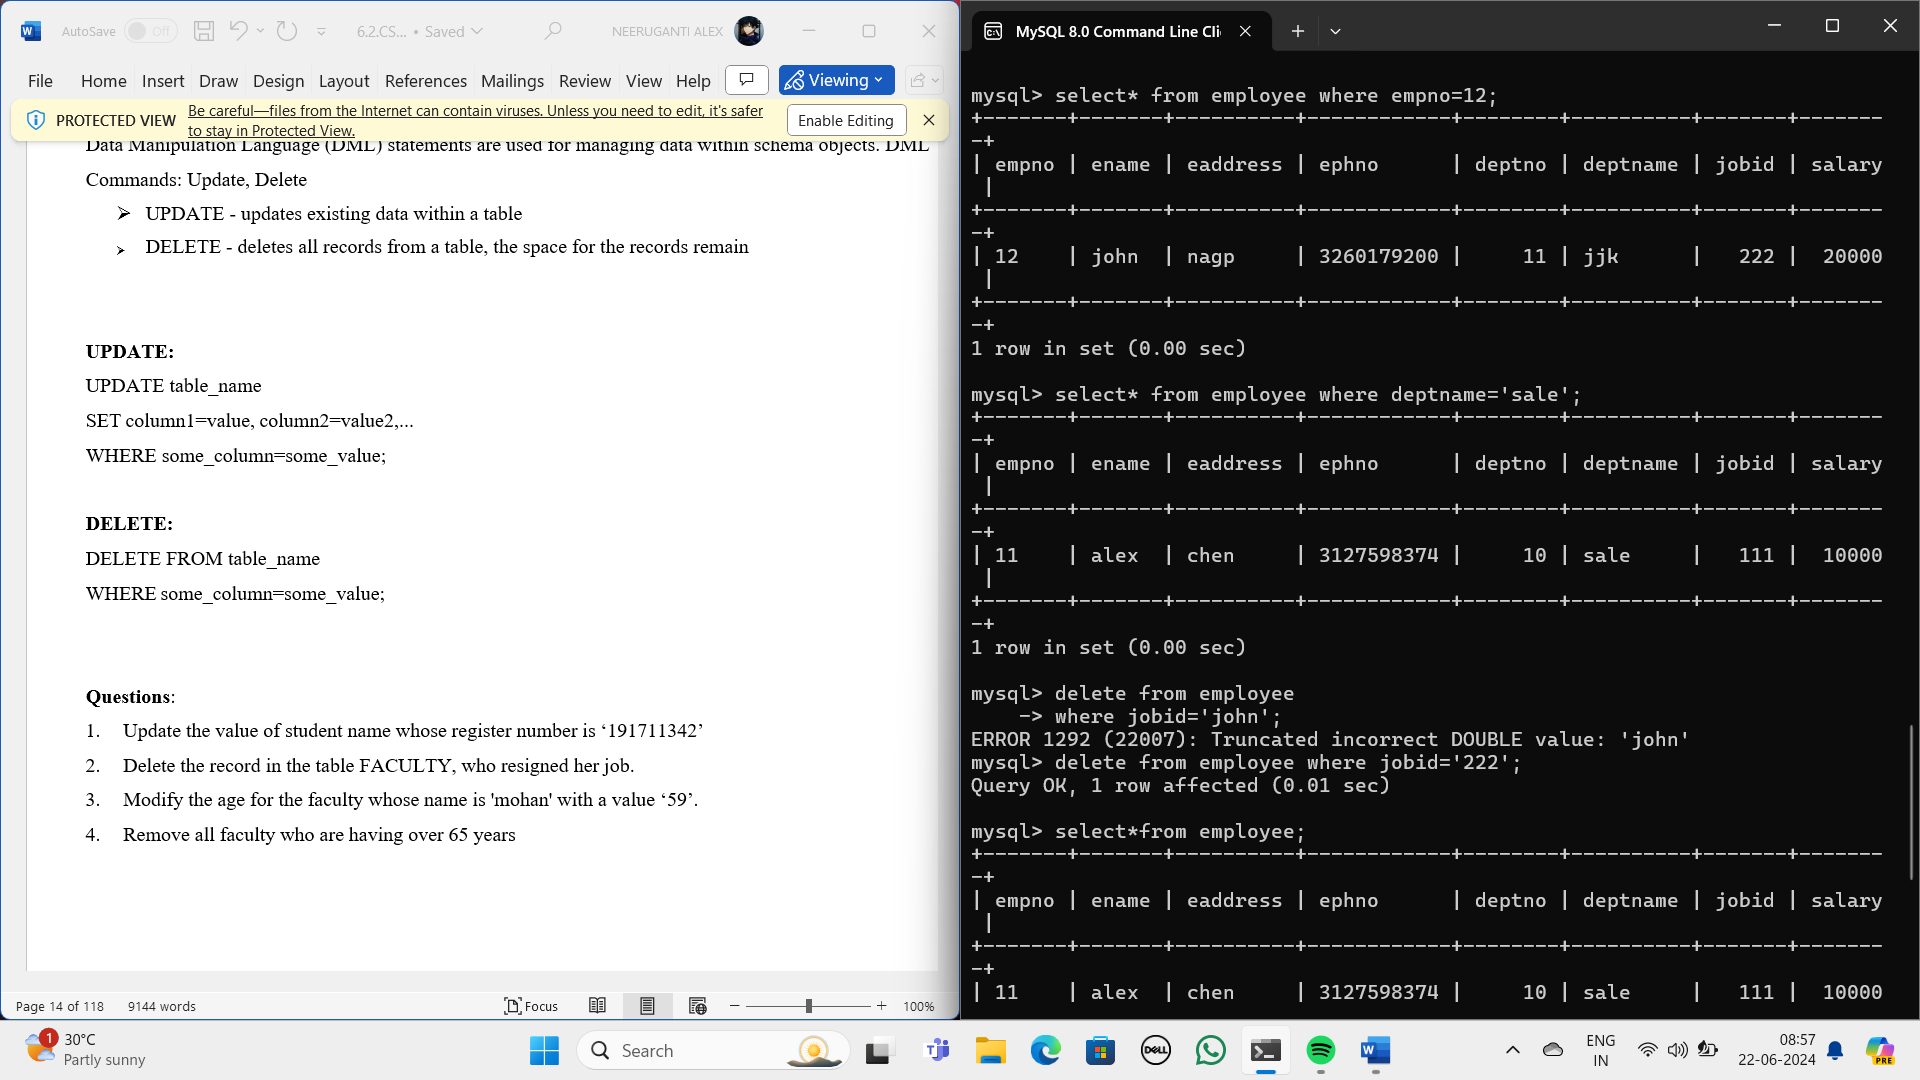 AutoSave Off 6.2.CS... • Saved NEERUGANTI ALEX
File Home Insert Draw Design Layout References Mailings Review View Help Viewing
PROTECTED VIEW Be careful—files from the Internet can contain viruses. Unless you need to edit, it's safer to stay in Protected View. Enable Editing
Data Manipulation Language (DML) statements are used for managing data within schema objects. DML
Commands: Update, Delete
➢ UPDATE - updates existing data within a table
➢ DELETE - deletes all records from a table, the space for the records remain
UPDATE:
UPDATE table_name
SET column1=value, column2=value2,...
WHERE some_column=some_value;
DELETE:
DELETE FROM table_name
WHERE some_column=some_value;
Questions:
1. Update the value of student name whose register number is ‘191711342’
2. Delete the record in the table FACULTY, who resigned her job.
3. Modify the age for the faculty whose name is 'mohan' with a value ‘59’.
4. Remove all faculty who are having over 65 years
Page 14 of 118 9144 words Focus 100%
MySQL 8.0 Command Line Cli
mysql> select* from employee where empno=12;
+-------+-------+----------+------------+--------+----------+-------+-------
-+
| empno | ename | eaddress | ephno      | deptno | deptname | jobid | salary
 |
+-------+-------+----------+------------+--------+----------+-------+-------
-+
| 12    | john  | nagp     | 3260179200 |     11 | jjk      |   222 |  20000
 |
+-------+-------+----------+------------+--------+----------+-------+-------
-+
1 row in set (0.00 sec)
mysql> select* from employee where deptname='sale';
+-------+-------+----------+------------+--------+----------+-------+-------
-+
| empno | ename | eaddress | ephno      | deptno | deptname | jobid | salary
 |
+-------+-------+----------+------------+--------+----------+-------+-------
-+
| 11    | alex  | chen     | 3127598374 |     10 | sale     |   111 |  10000
 |
+-------+-------+----------+------------+--------+----------+-------+-------
-+
1 row in set (0.00 sec)
mysql> delete from employee
    -> where jobid='john';
ERROR 1292 (22007): Truncated incorrect DOUBLE value: 'john'
mysql> delete from employee where jobid='222';
Query OK, 1 row affected (0.01 sec)
mysql> select*from employee;
+-------+-------+----------+------------+--------+----------+-------+-------
-+
| empno | ename | eaddress | ephno      | deptno | deptname | jobid | salary
 |
+-------+-------+----------+------------+--------+----------+-------+-------
-+
| 11    | alex  | chen     | 3127598374 |     10 | sale     |   111 |  10000
1 30°C
Partly sunny
Search
DELL
ENG
IN
08:57
22-06-2024
PRE